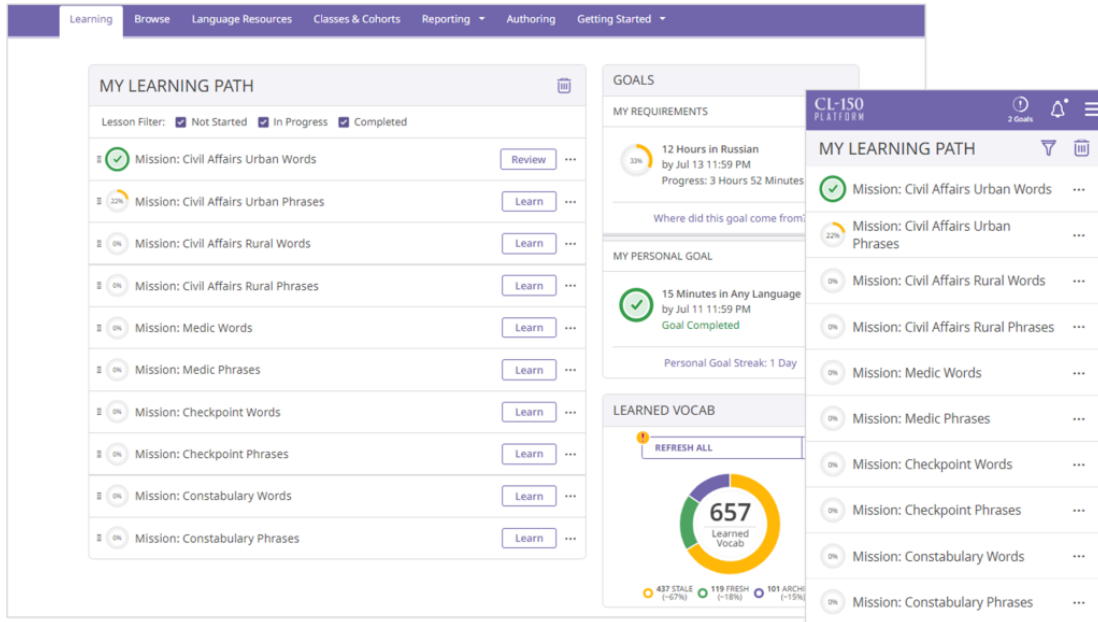 Learning Browse Language Resources Classes & Cohorts Reporting Authoring Getting Started
MY LEARNING PATH
Lesson Filter: Not Started In Progress Completed
Mission: Civil Affairs Urban Words Review
22% Mission: Civil Affairs Urban Phrases Learn
0% Mission: Civil Affairs Rural Words Learn
0% Mission: Civil Affairs Rural Phrases Learn
0% Mission: Medic Words Learn
0% Mission: Medic Phrases Learn
0% Mission: Checkpoint Words Learn
0% Mission: Checkpoint Phrases Learn
0% Mission: Constabulary Words Learn
0% Mission: Constabulary Phrases Learn
GOALS
MY REQUIREMENTS
33%
12 Hours in Russian
by Jul 13 11:59 PM
Progress: 3 Hours 52 Minutes
Where did this goal come from?
MY PERSONAL GOAL
15 Minutes in Any Language
by Jul 11 11:59 PM
Goal Completed
Personal Goal Streak: 1 Day
LEARNED VOCAB
REFRESH ALL
657
Learned
Vocab
437 STALE 119 FRESH 101 ARCHI
(~67%) (~18%) (~15%)
CL-150
PLATFORM
2 Goals
MY LEARNING PATH
Mission: Civil Affairs Urban Words
22% Mission: Civil Affairs Urban
Phrases
0% Mission: Civil Affairs Rural Words
0% Mission: Civil Affairs Rural Phrases
0% Mission: Medic Words
0% Mission: Medic Phrases
0% Mission: Checkpoint Words
0% Mission: Checkpoint Phrases
0% Mission: Constabulary Words
0% Mission: Constabulary Phrases